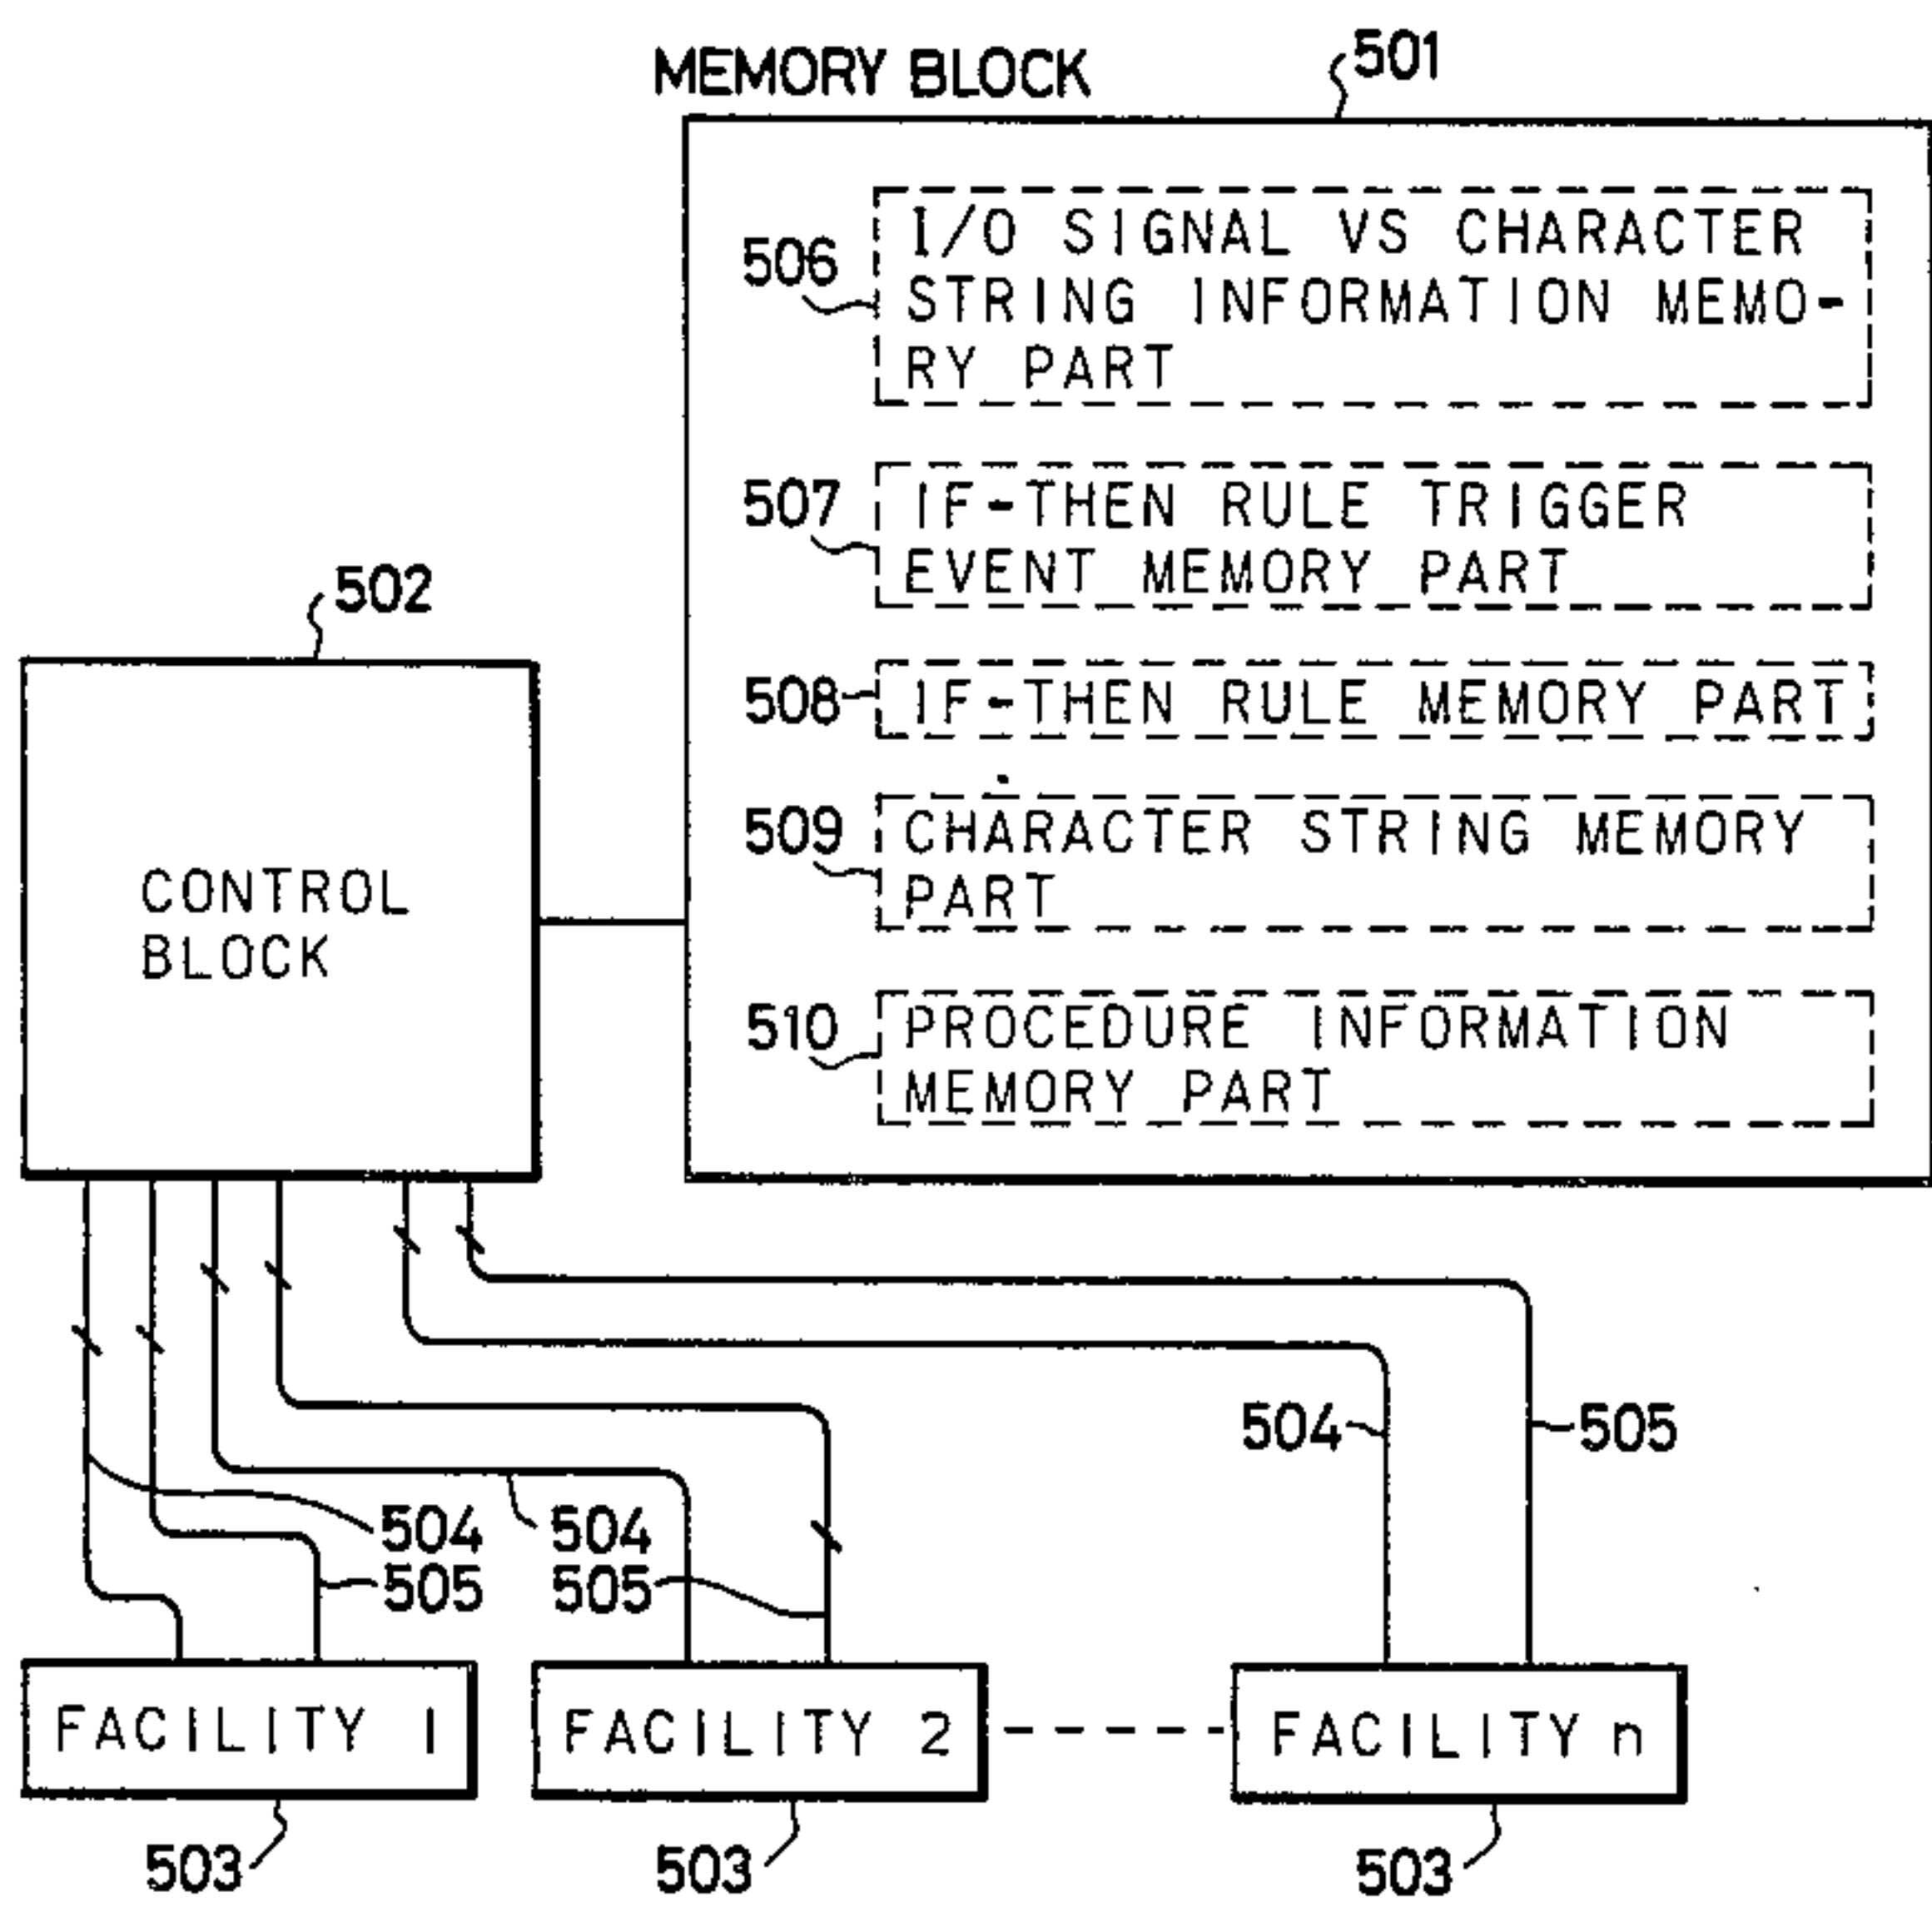 MEMORY BLOCK
501
506
I/O SIGNAL VS CHARACTER
STRING INFORMATION MEMO-
RY PART
507
IF-THEN RULE TRIGGER
EVENT MEMORY PART
502
508
IF-THEN RULE MEMORY PART
509
CHARACTER STRING MEMORY
PART
CONTROL
BLOCK
510
PROCEDURE INFORMATION
MEMORY PART
504
505
504
504
505
505
FACILITY 1
FACILITY 2
FACILITY n
503
503
503